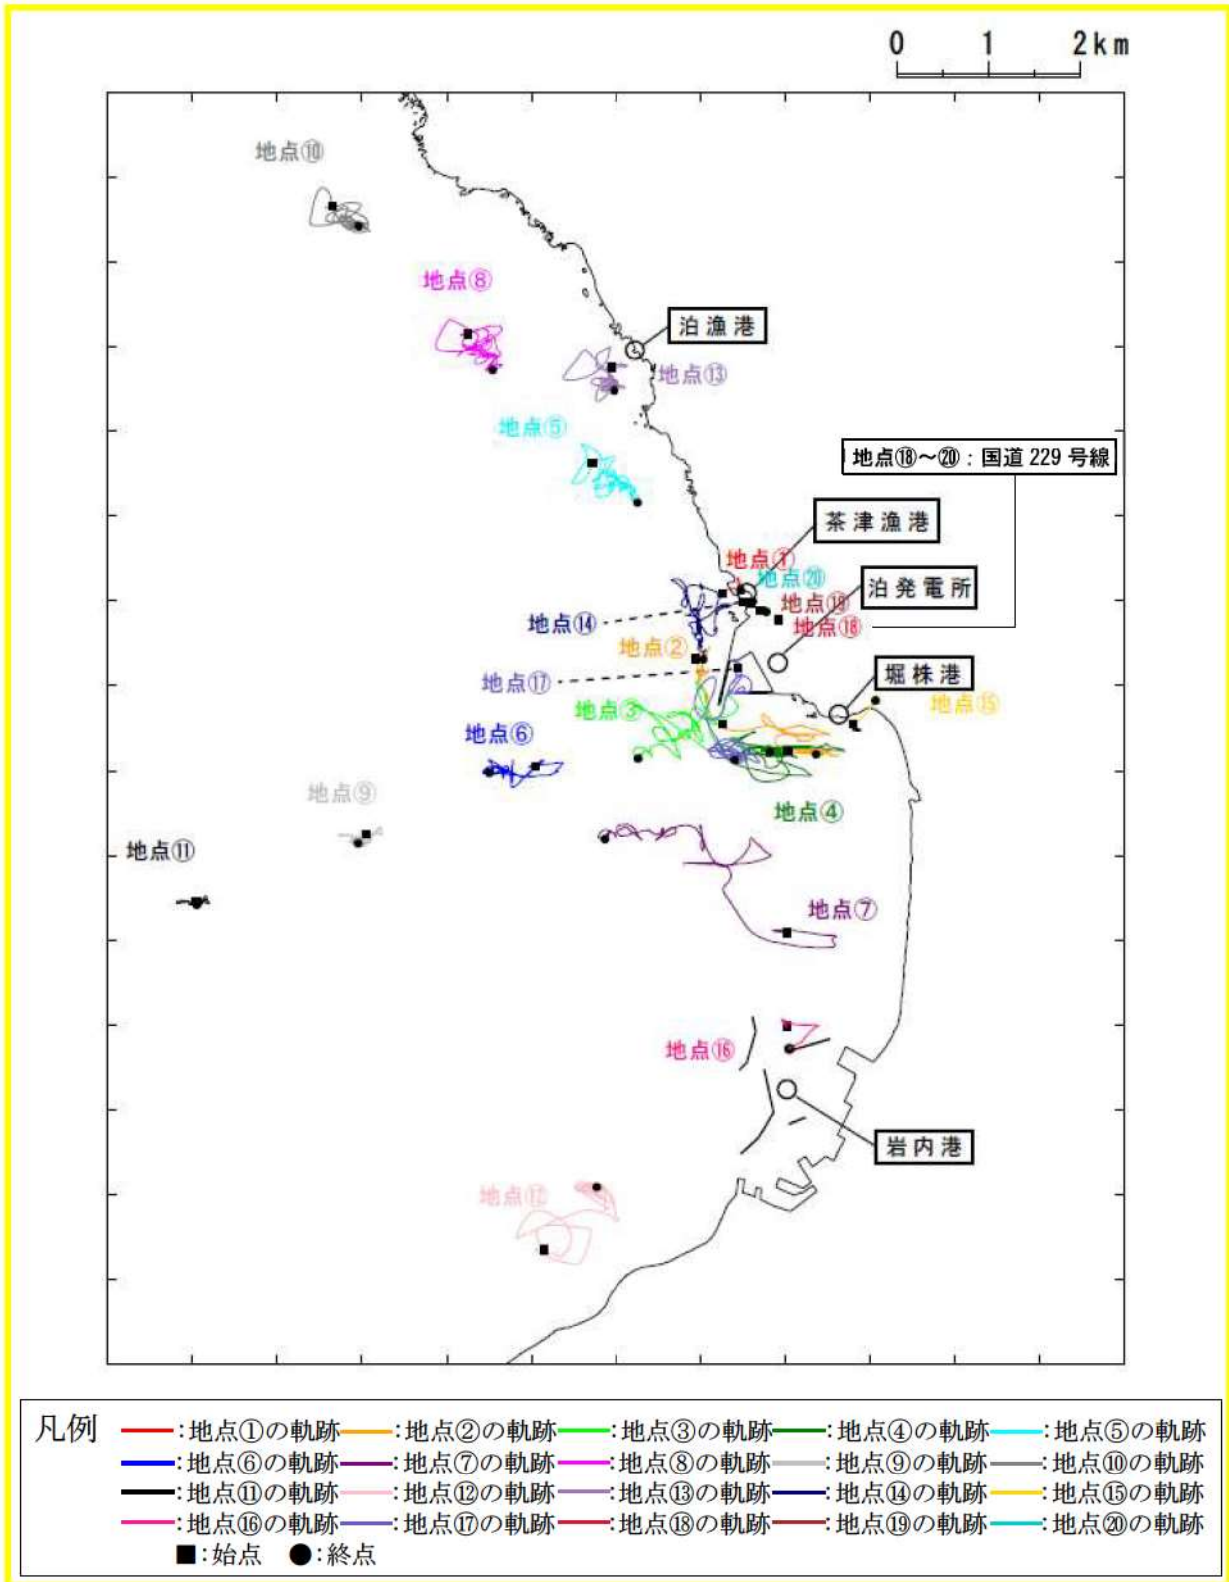 0 1 2km
地点⑩
地点⑧
泊漁港
地点⑬
地点⑤
地点⑱～⑳：国道229号線
茶津漁港
地点①
地点⑳
泊発電所
地点⑲
地点⑭
地点⑱
地点②
堀株港
地点⑰
地点⑮
地点③
地点⑥
地点⑨
地点④
地点⑪
地点⑦
地点⑯
岩内港
地点⑫
凡例
:地点①の軌跡 :地点②の軌跡 :地点③の軌跡 :地点④の軌跡 :地点⑤の軌跡
:地点⑥の軌跡 :地点⑦の軌跡 :地点⑧の軌跡 :地点⑨の軌跡 :地点⑩の軌跡
:地点⑪の軌跡 :地点⑫の軌跡 :地点⑬の軌跡 :地点⑭の軌跡 :地点⑮の軌跡
:地点⑯の軌跡 :地点⑰の軌跡 :地点⑱の軌跡 :地点⑲の軌跡 :地点⑳の軌跡
■:始点 ●:終点